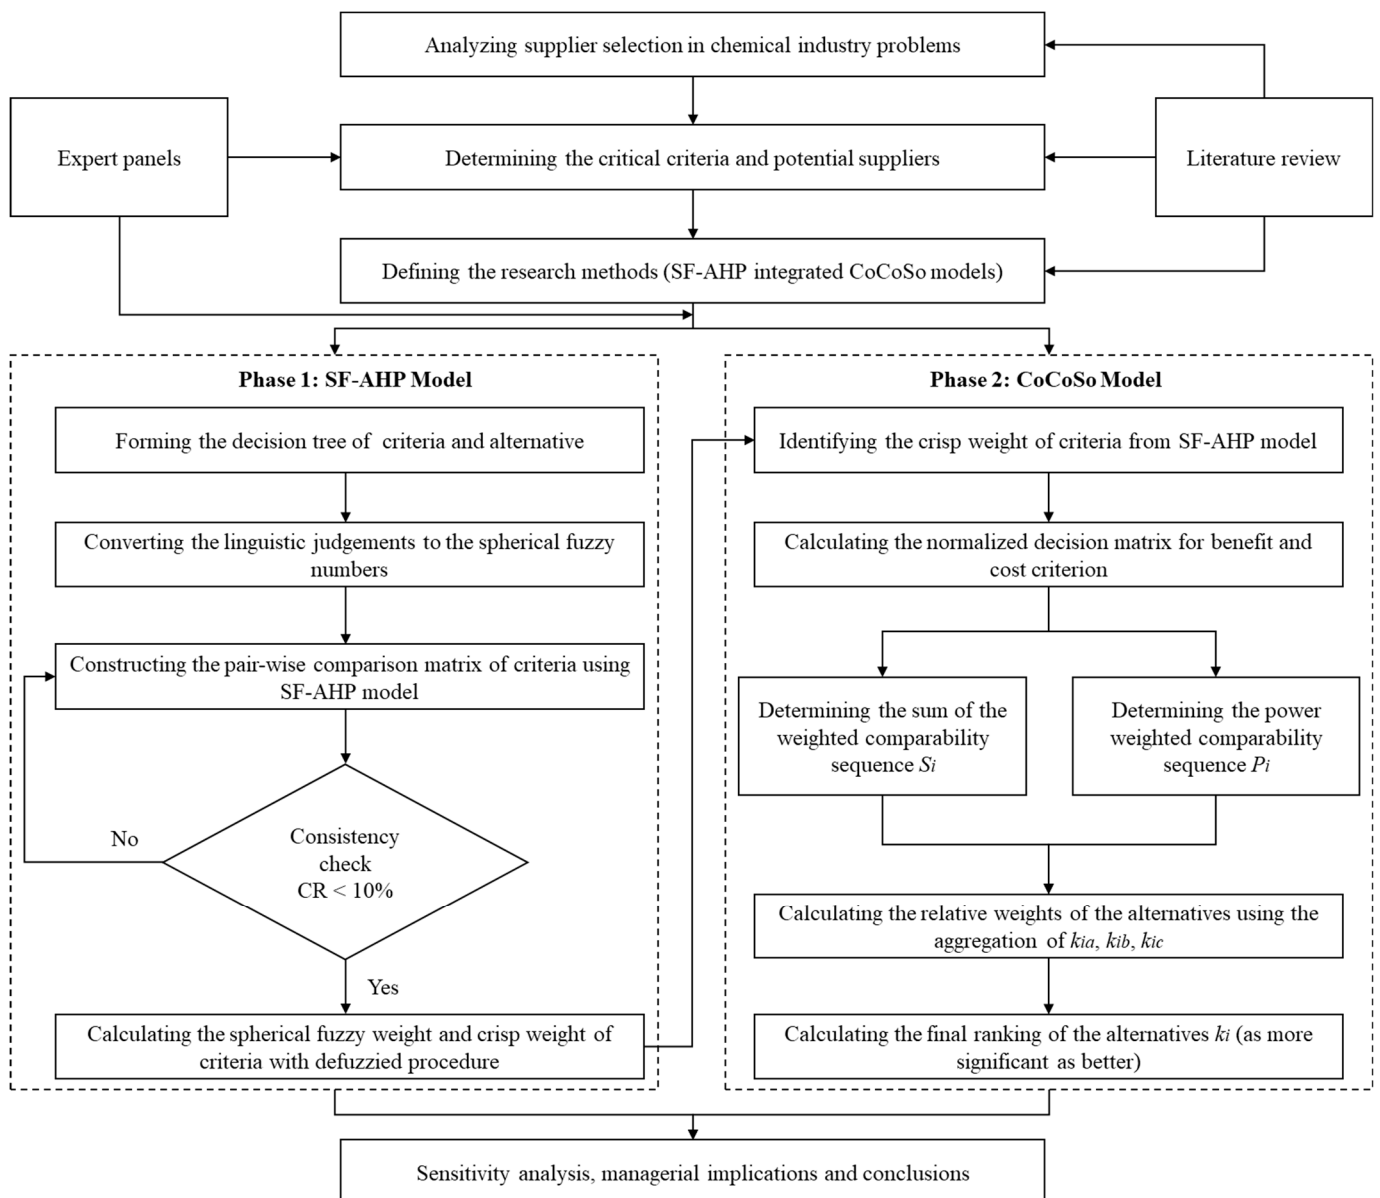 Analyzing supplier selection in chemical industry problems
Expert panels
Determining the critical criteria and potential suppliers
Literature review
Defining the research methods (SF-AHP integrated CoCoSo models)
Phase 1: SF-AHP Model
Forming the decision tree of criteria and alternative
Converting the linguistic judgements to the spherical fuzzy
numbers
Constructing the pair-wise comparison matrix of criteria using
SF-AHP model
No
Consistency
check
CR < 10%
Yes
Calculating the spherical fuzzy weight and crisp weight of
criteria with defuzzied procedure
Phase 2: CoCoSo Model
Identifying the crisp weight of criteria from SF-AHP model
Calculating the normalized decision matrix for benefit and
cost criterion
Determining the sum of the
weighted comparability
sequence Si
Determining the power
weighted comparability
sequence Pi
Calculating the relative weights of the alternatives using the
aggregation of kia, kib, kic
Calculating the final ranking of the alternatives ki (as more
significant as better)
Sensitivity analysis, managerial implications and conclusions